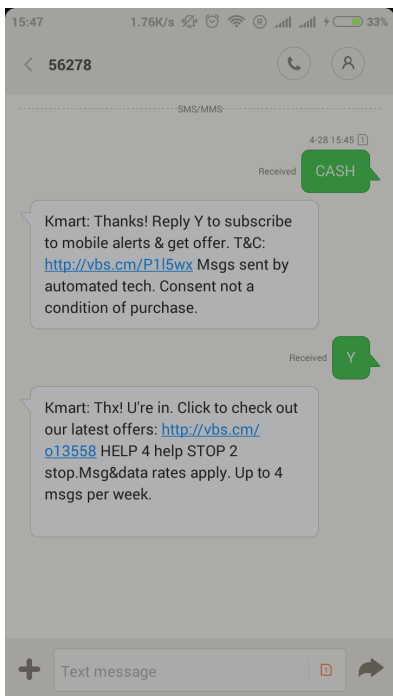 15:47 1.76K/s 33%
56278
SMS/MMS
4-28 15:45 1
Received CASH
Kmart: Thanks! Reply Y to subscribe
to mobile alerts & get offer. T&C:
http://vbs.cm/P1l5wx Msgs sent by
automated tech. Consent not a
condition of purchase.
Received Y
Kmart: Thx! U're in. Click to check out
our latest offers: http://vbs.cm/
o13558 HELP 4 help STOP 2
stop.Msg&data rates apply. Up to 4
msgs per week.
Text message 1